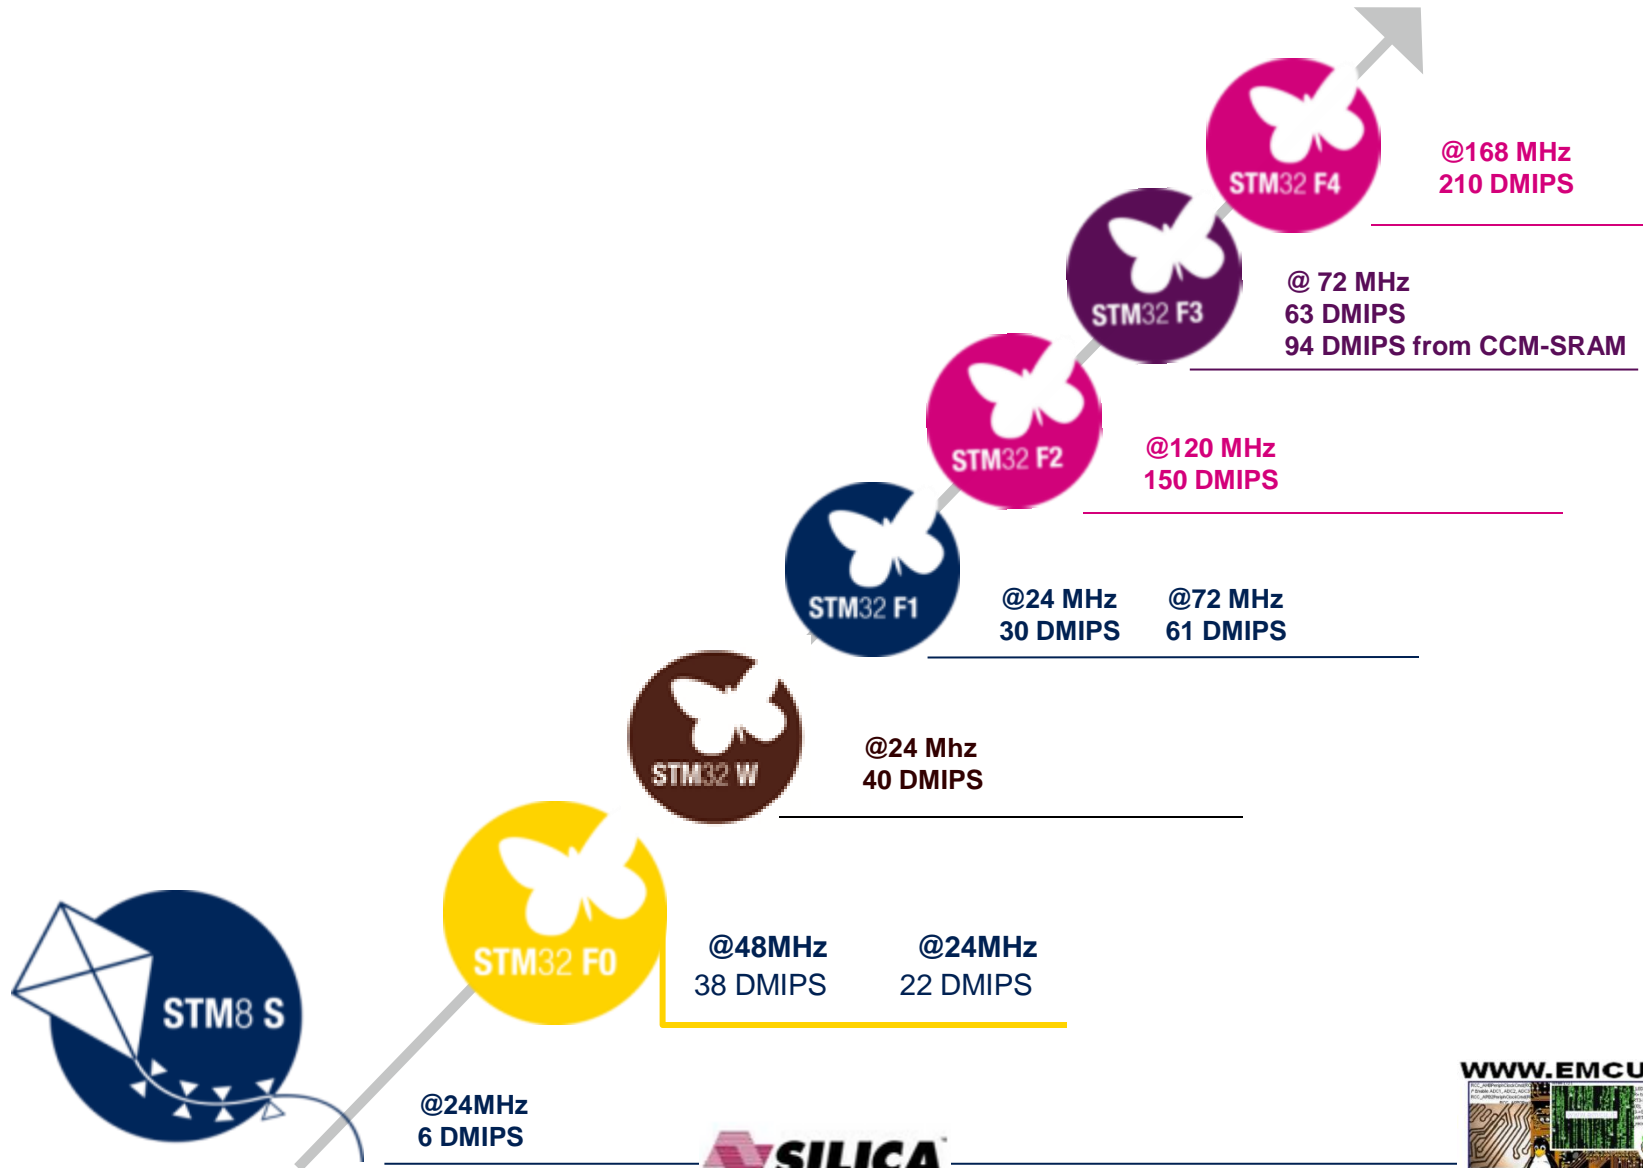 STM32 F4
@168 MHz
210 DMIPS
STM32 F3
@ 72 MHz
63 DMIPS
94 DMIPS from CCM-SRAM
STM32 F2
@120 MHz
150 DMIPS
STM32 F1
@24 MHz @72 MHz
30 DMIPS 61 DMIPS
STM32 W
@24 Mhz
40 DMIPS
STM32 F0
@48MHz @24MHz
38 DMIPS 22 DMIPS
STM8 S
@24MHz
6 DMIPS
SILICA
WWW.EMCU